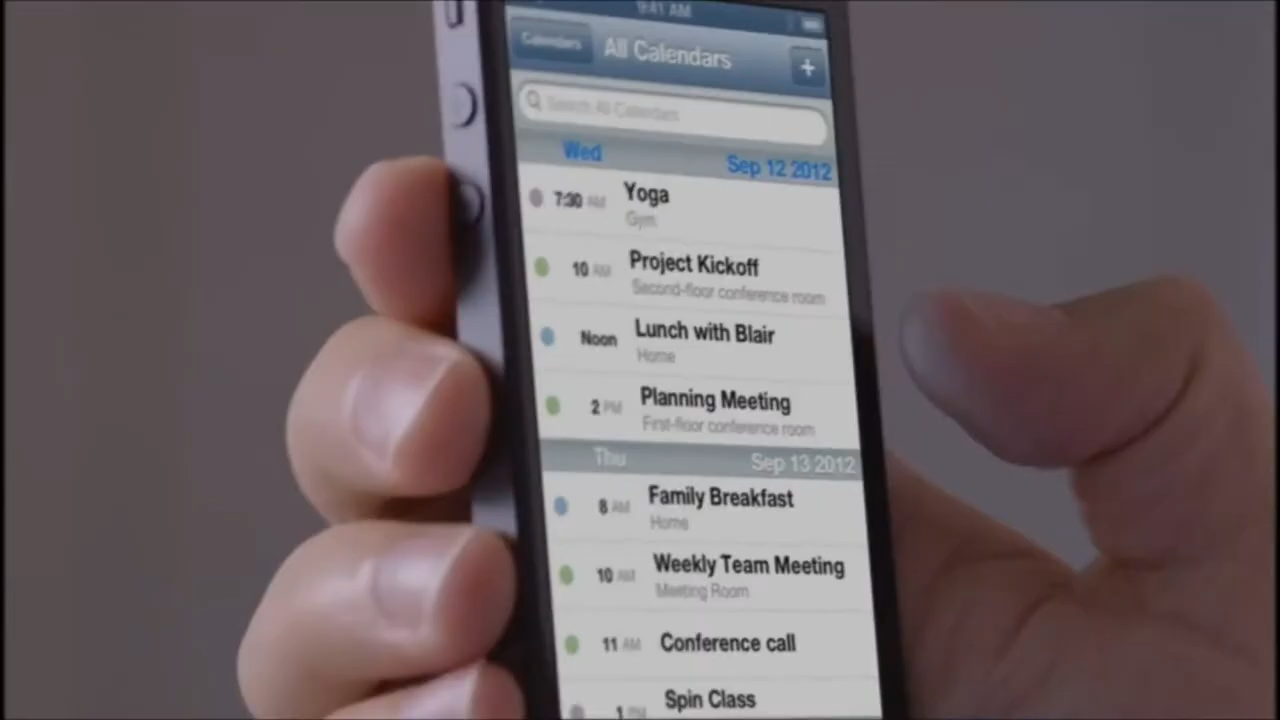 9:41 AM
Calendars All Calendars +
Search All Calendars
Wed Sep 12 2012
7:30 AM Yoga
Gym
10 AM Project Kickoff
Second-floor conference room
Noon Lunch with Blair
Home
2 PM Planning Meeting
First-floor conference room
Thu Sep 13 2012
8 AM Family Breakfast
Home
10 AM Weekly Team Meeting
Meeting Room
11 AM Conference call
1 PM Spin Class